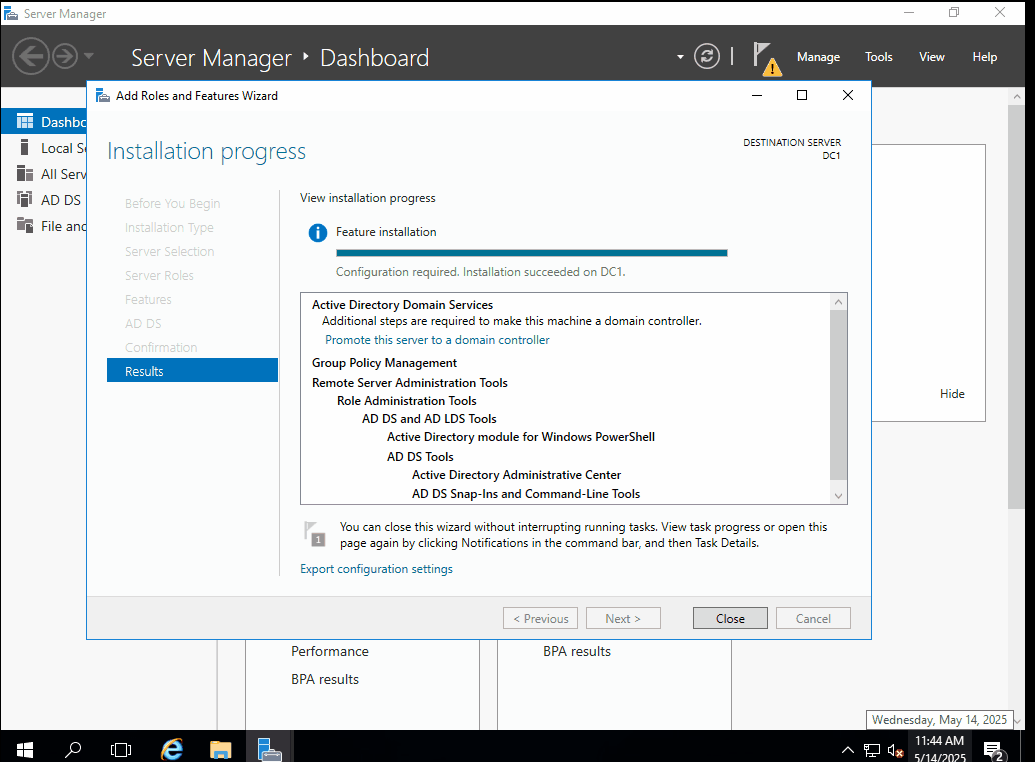 Server Manager
Server Manager ‣ Dashboard
Manage Tools View Help
Add Roles and Features Wizard
Dashbo
Local Se
All Serv
AD DS
File and
Installation progress
DESTINATION SERVER
DC1
Before You Begin
Installation Type
Server Selection
Server Roles
Features
AD DS
Confirmation
Results
View installation progress
Feature installation
Configuration required. Installation succeeded on DC1.
Active Directory Domain Services
Additional steps are required to make this machine a domain controller.
Promote this server to a domain controller
Group Policy Management
Remote Server Administration Tools
Role Administration Tools
AD DS and AD LDS Tools
Active Directory module for Windows PowerShell
AD DS Tools
Active Directory Administrative Center
AD DS Snap-Ins and Command-Line Tools
1
You can close this wizard without interrupting running tasks. View task progress or open this
page again by clicking Notifications in the command bar, and then Task Details.
Export configuration settings
< Previous Next > Close Cancel
Hide
Performance
BPA results
BPA results
Wednesday, May 14, 2025
11:44 AM
5/14/2025
2